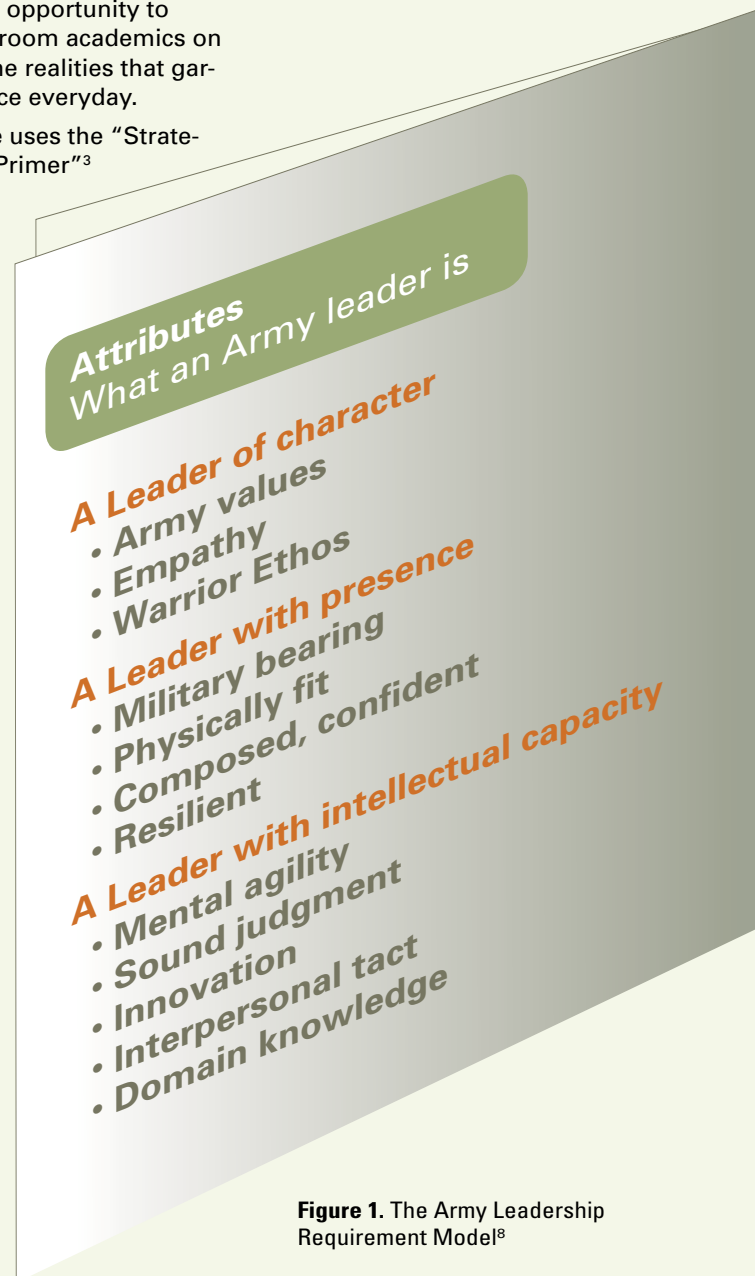 opportunity to
room academics on
ne realities that gar-
ce everyday.
e uses the “Strate-
Primer”³
Attributes
What an Army leader is
A Leader of character
• Army values
• Empathy
• Warrior Ethos
A Leader with presence
• Military bearing
• Physically fit
• Composed, confident
• Resilient
A Leader with intellectual capacity
• Mental agility
• Sound judgment
• Innovation
• Interpersonal tact
• Domain knowledge
Figure 1. The Army Leadership
Requirement Model⁸